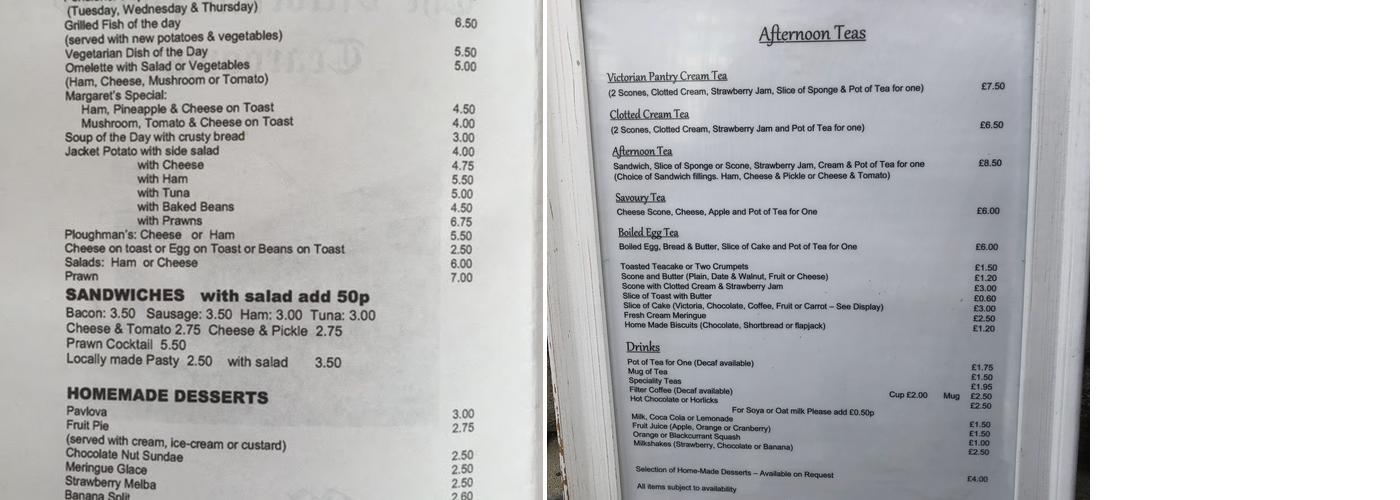 (Tuesday, Wednesday & Thursday)
Grilled Fish of the day 6.50
(served with new potatoes & vegetables)
Vegetarian Dish of the Day 5.50
Omelette with Salad or Vegetables 5.00
(Ham, Cheese, Mushroom or Tomato)
Margaret's Special:
Ham, Pineapple & Cheese on Toast 4.50
Mushroom, Tomato & Cheese on Toast 4.00
Soup of the Day with crusty bread 3.00
Jacket Potato with side salad 4.00
with Cheese 4.75
with Ham 5.50
with Tuna 5.00
with Baked Beans 4.50
with Prawns 6.75
Ploughman's: Cheese or Ham 5.50
Cheese on toast or Egg on Toast or Beans on Toast 2.50
Salads: Ham or Cheese 6.00
Prawn 7.00
SANDWICHES with salad add 50p
Bacon: 3.50 Sausage: 3.50 Ham: 3.00 Tuna: 3.00
Cheese & Tomato 2.75 Cheese & Pickle 2.75
Prawn Cocktail 5.50
Locally made Pasty 2.50 with salad 3.50
HOMEMADE DESSERTS
Pavlova 3.00
Fruit Pie 2.75
(served with cream, ice-cream or custard)
Chocolate Nut Sundae 2.50
Meringue Glace 2.50
Strawberry Melba 2.50
Banana Split 2.60
Afternoon Teas
Victorian Pantry Cream Tea
(2 Scones, Clotted Cream, Strawberry Jam, Slice of Sponge & Pot of Tea for one) £7.50
Clotted Cream Tea
(2 Scones, Clotted Cream, Strawberry Jam and Pot of Tea for one) £6.50
Afternoon Tea
Sandwich, Slice of Sponge or Scone, Strawberry Jam, Cream & Pot of Tea for one £8.50
(Choice of Sandwich fillings. Ham, Cheese & Pickle or Cheese & Tomato)
Savoury Tea
Cheese Scone, Cheese, Apple and Pot of Tea for One £6.00
Boiled Egg Tea
Boiled Egg, Bread & Butter, Slice of Cake and Pot of Tea for One £6.00
Toasted Teacake or Two Crumpets £1.50
Scone and Butter (Plain, Date & Walnut, Fruit or Cheese) £1.20
Scone with Clotted Cream & Strawberry Jam £3.00
Slice of Toast with Butter £0.60
Slice of Cake (Victoria, Chocolate, Coffee, Fruit or Carrot – See Display) £3.00
Fresh Cream Meringue £2.50
Home Made Biscuits (Chocolate, Shortbread or flapjack) £1.20
Drinks
Pot of Tea for One (Decaf available) £1.75
Mug of Tea £1.50
Speciality Teas £1.95
Filter Coffee (Decaf available) Cup £2.00 Mug £2.50
Hot Chocolate or Horlicks £2.50
For Soya or Oat milk Please add £0.50p
Milk, Coca Cola or Lemonade £1.50
Fruit Juice (Apple, Orange or Cranberry) £1.50
Orange or Blackcurrant Squash £1.00
Milkshakes (Strawberry, Chocolate or Banana) £2.50
Selection of Home-Made Desserts – Available on Request £4.00
All items subject to availability